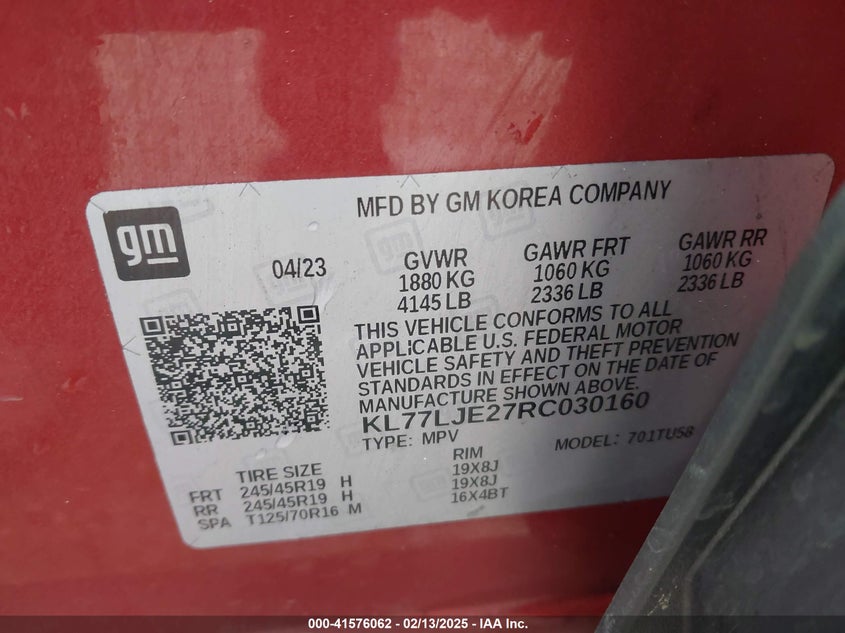 MFD BY GM KOREA COMPANY
gm
04/23
GVWR GAWR FRT GAWR RR
1880 KG 1060 KG 1060 KG
4145 LB 2336 LB 2336 LB
THIS VEHICLE CONFORMS TO ALL
APPLICABLE U.S. FEDERAL MOTOR
VEHICLE SAFETY AND THEFT PREVENTION
STANDARDS IN EFFECT ON THE DATE OF
MANUFACTURE SHOWN ABOVE.
KL77LJE27RC030160
TYPE: MPV MODEL: 701TU58
TIRE SIZE RIM
FRT 245/45R19 H 19X8J
RR 245/45R19 H 19X8J
SPA T125/70R16 M 16X4BT
000-41576062 - 02/13/2025 - IAA Inc.